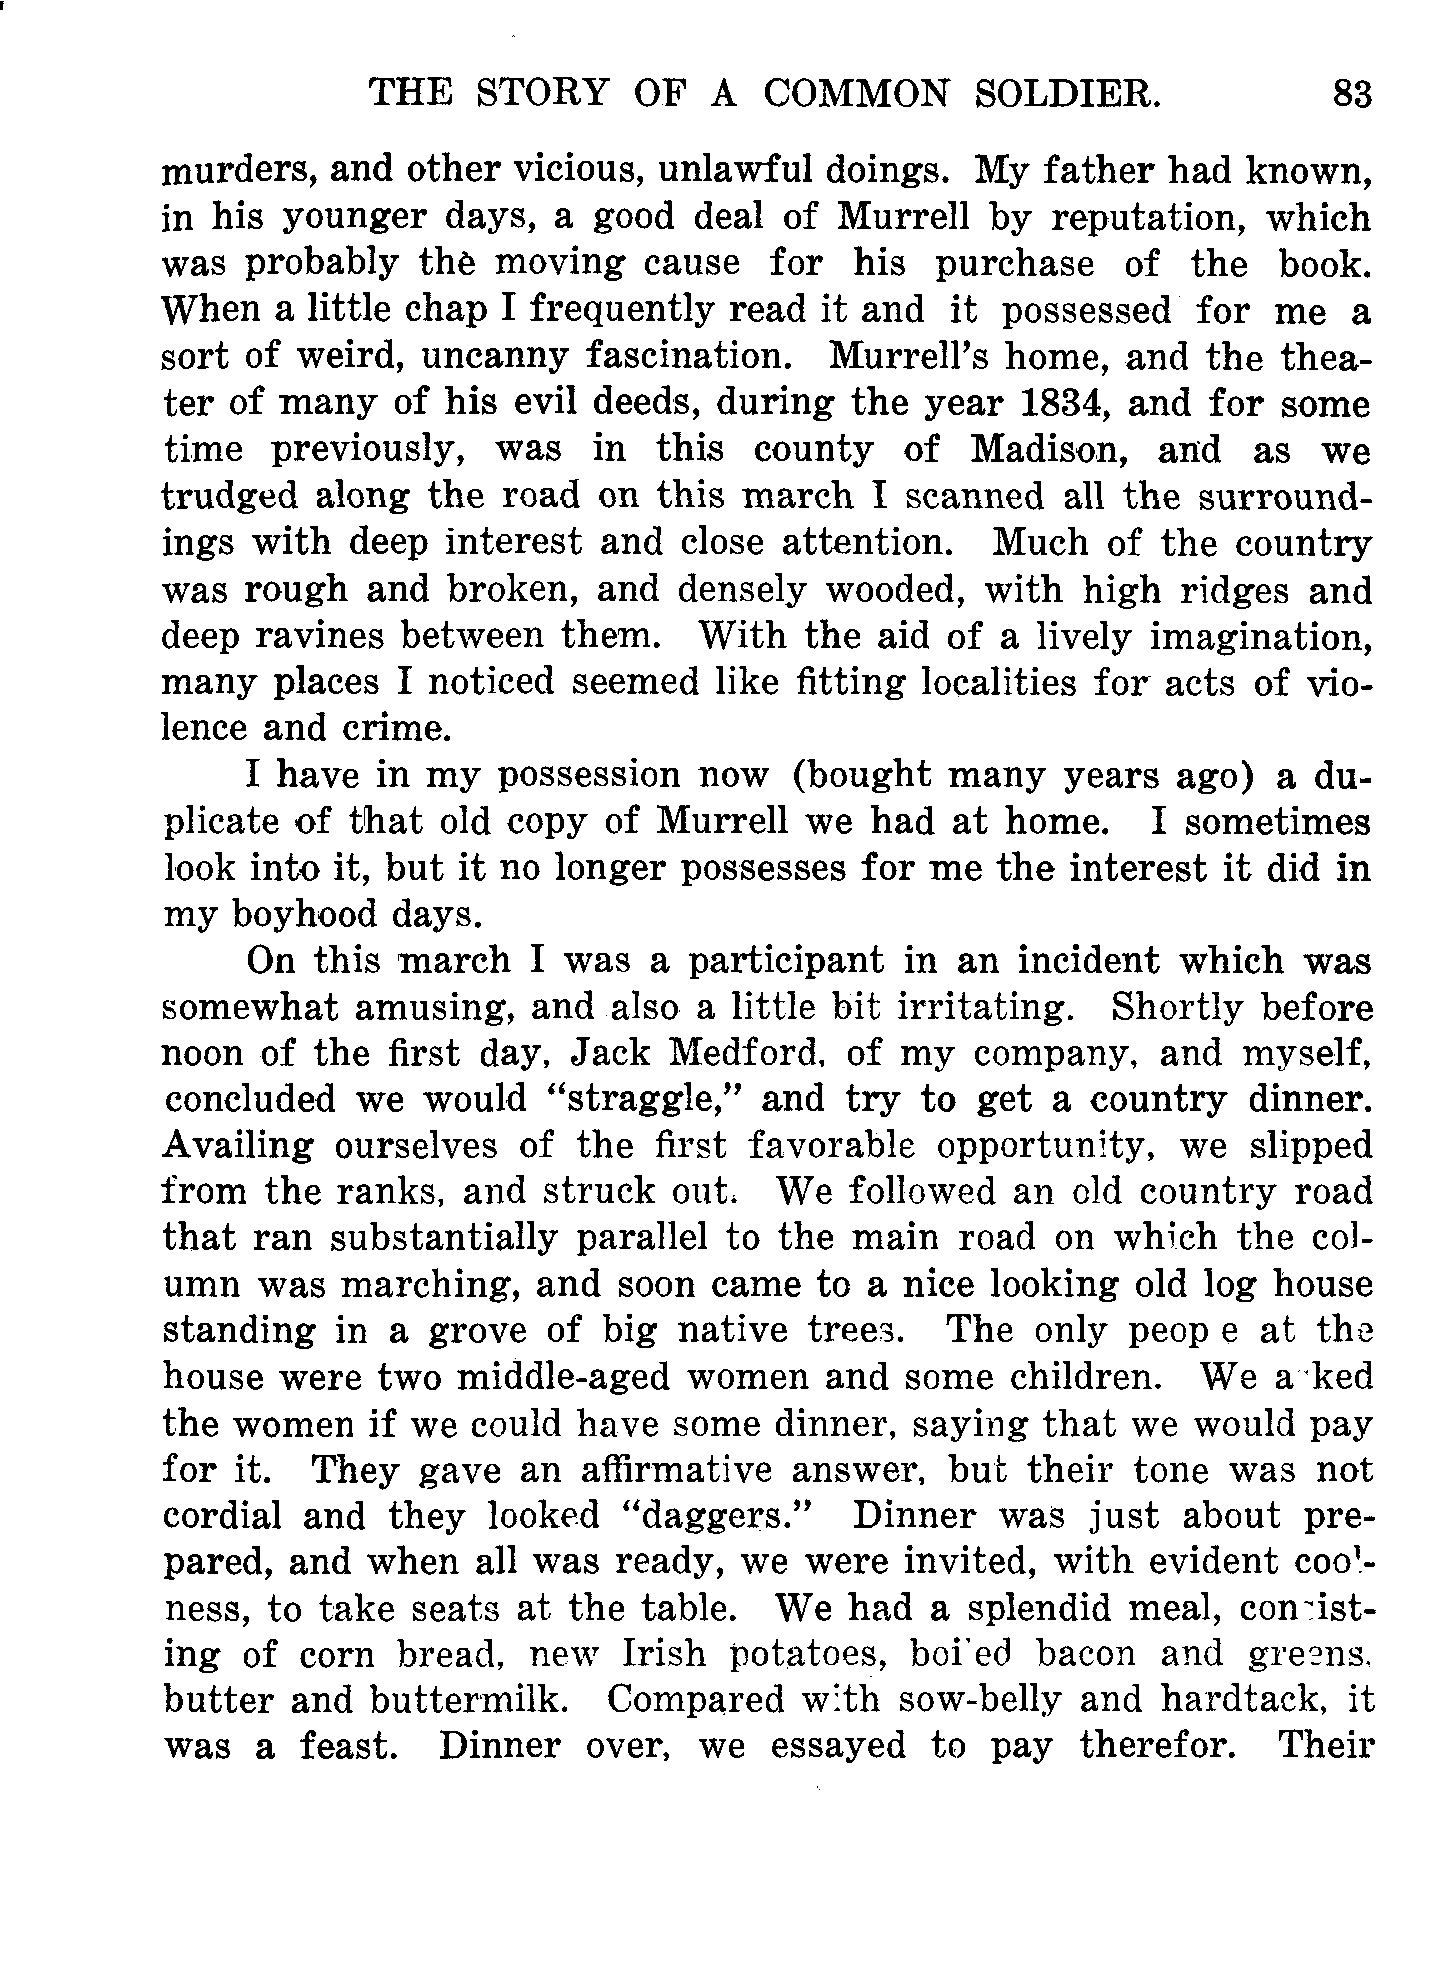 THE STORY OF A COMMON SOLDIER. 83
murders, and other vicious, unlawful doings. My father had known,
in his younger days, a good deal of Murrell by reputation, which
was probably the moving cause for his purchase of the book.
When a little chap I frequently read it and it possessed for me a
sort of weird, uncanny fascination. Murrell's home, and the thea-
ter of many of his evil deeds, during the year 1834, and for some
time previously, was in this county of Madison, and as we
trudged along the road on this march I scanned all the surround-
ings with deep interest and close attention. Much of the country
was rough and broken, and densely wooded, with high ridges and
deep ravines between them. With the aid of a lively imagination,
many places I noticed seemed like fitting localities for acts of vio-
lence and crime.
I have in my possession now (bought many years ago) a du-
plicate of that old copy of Murrell we had at home. I sometimes
look into it, but it no longer possesses for me the interest it did in
my boyhood days.
On this march I was a participant in an incident which was
somewhat amusing, and also a little bit irritating. Shortly before
noon of the first day, Jack Medford, of my company, and myself,
concluded we would "straggle," and try to get a country dinner.
Availing ourselves of the first favorable opportunity, we slipped
from the ranks, and struck out. We followed an old country road
that ran substantially parallel to the main road on which the col-
umn was marching, and soon came to a nice looking old log house
standing in a grove of big native trees. The only peop e at the
house were two middle-aged women and some children. We a ked
the women if we could have some dinner, saying that we would pay
for it. They gave an affirmative answer, but their tone was not
cordial and they looked "daggers." Dinner was just about pre-
pared, and when all was ready, we were invited, with evident cool-
ness, to take seats at the table. We had a splendid meal, consist-
ing of corn bread, new Irish potatoes, boi'ed bacon and greens,
butter and buttermilk. Compared with sow-belly and hardtack, it
was a feast. Dinner over, we essayed to pay therefor. Their